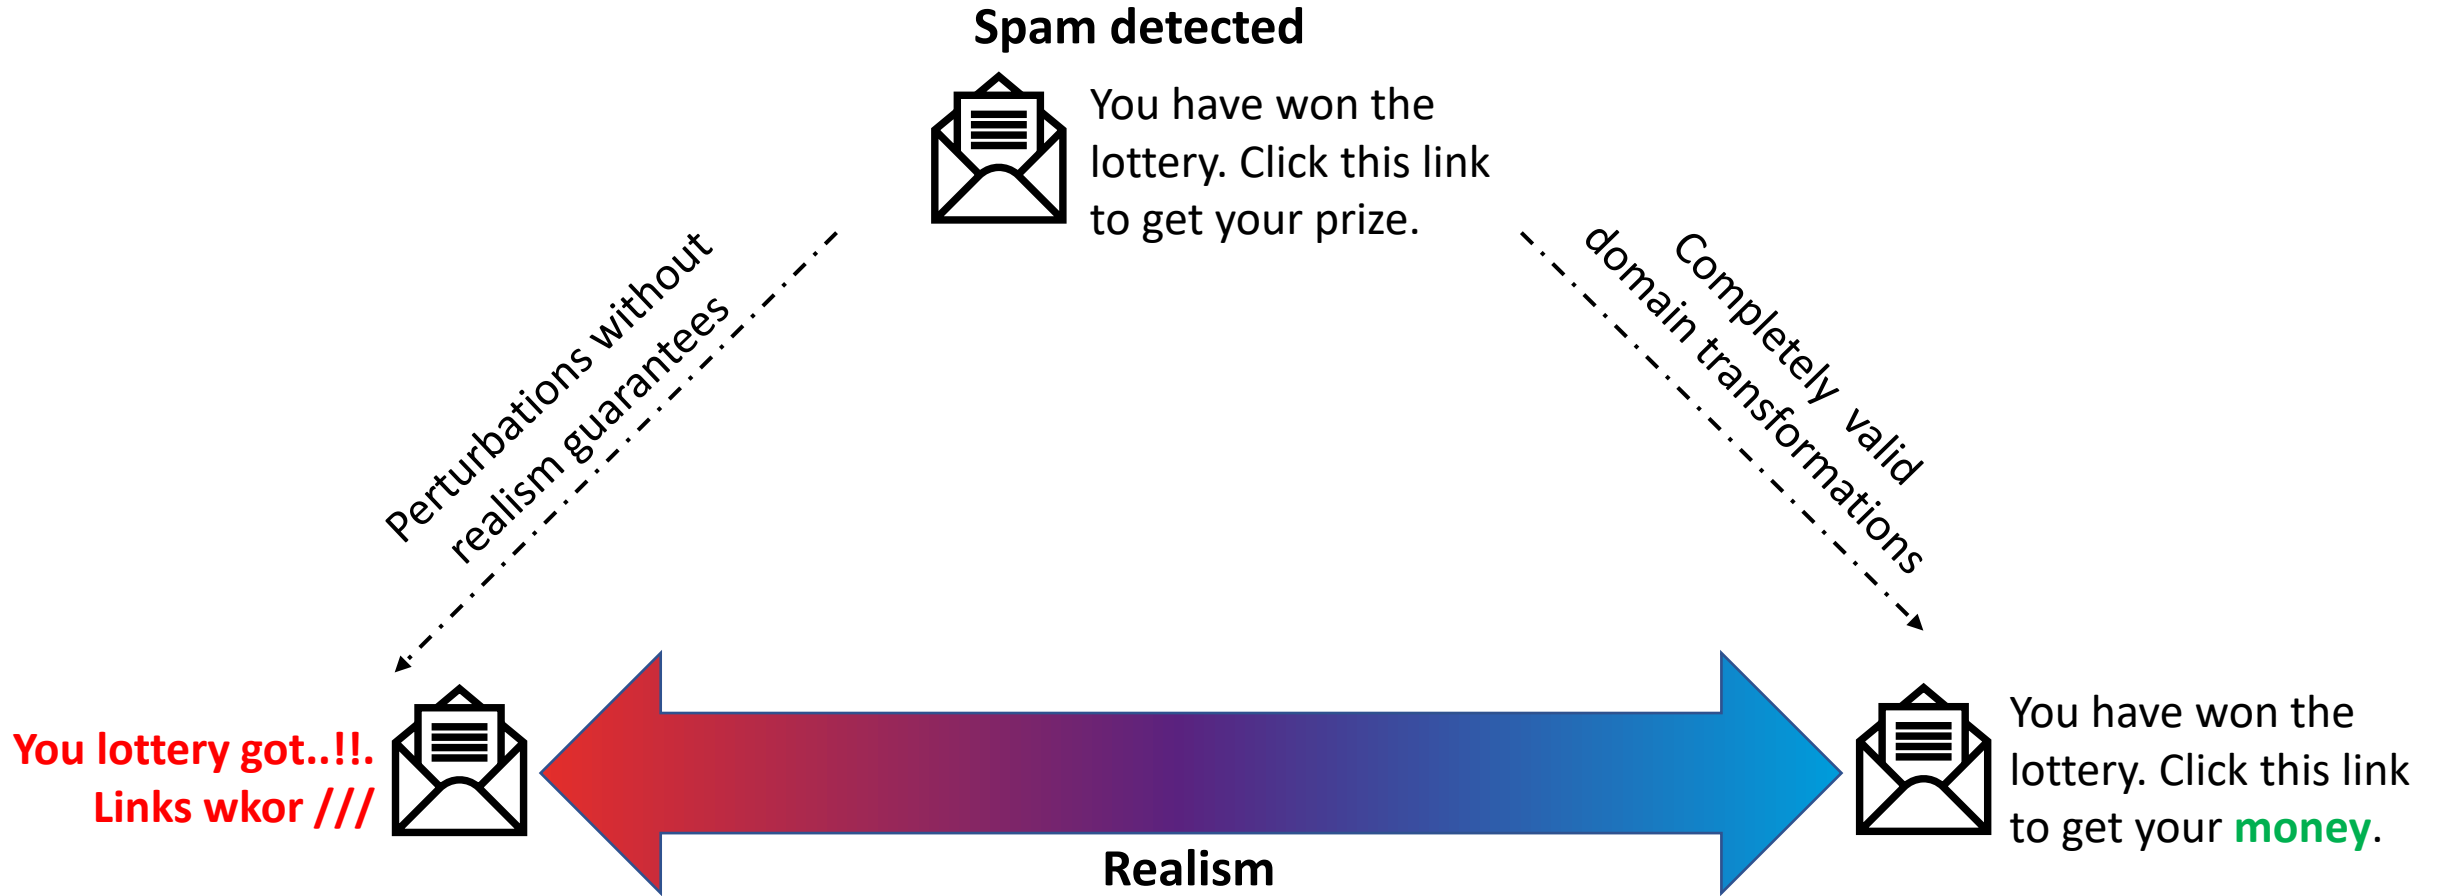 Spam detected
You have won the
lottery. Click this link
to get your prize.
Perturbations without
realism guarantees
Completely valid
domain transformations
You lottery got..!!.
Links wkor ///
You have won the
lottery. Click this link
to get your money.
Realism